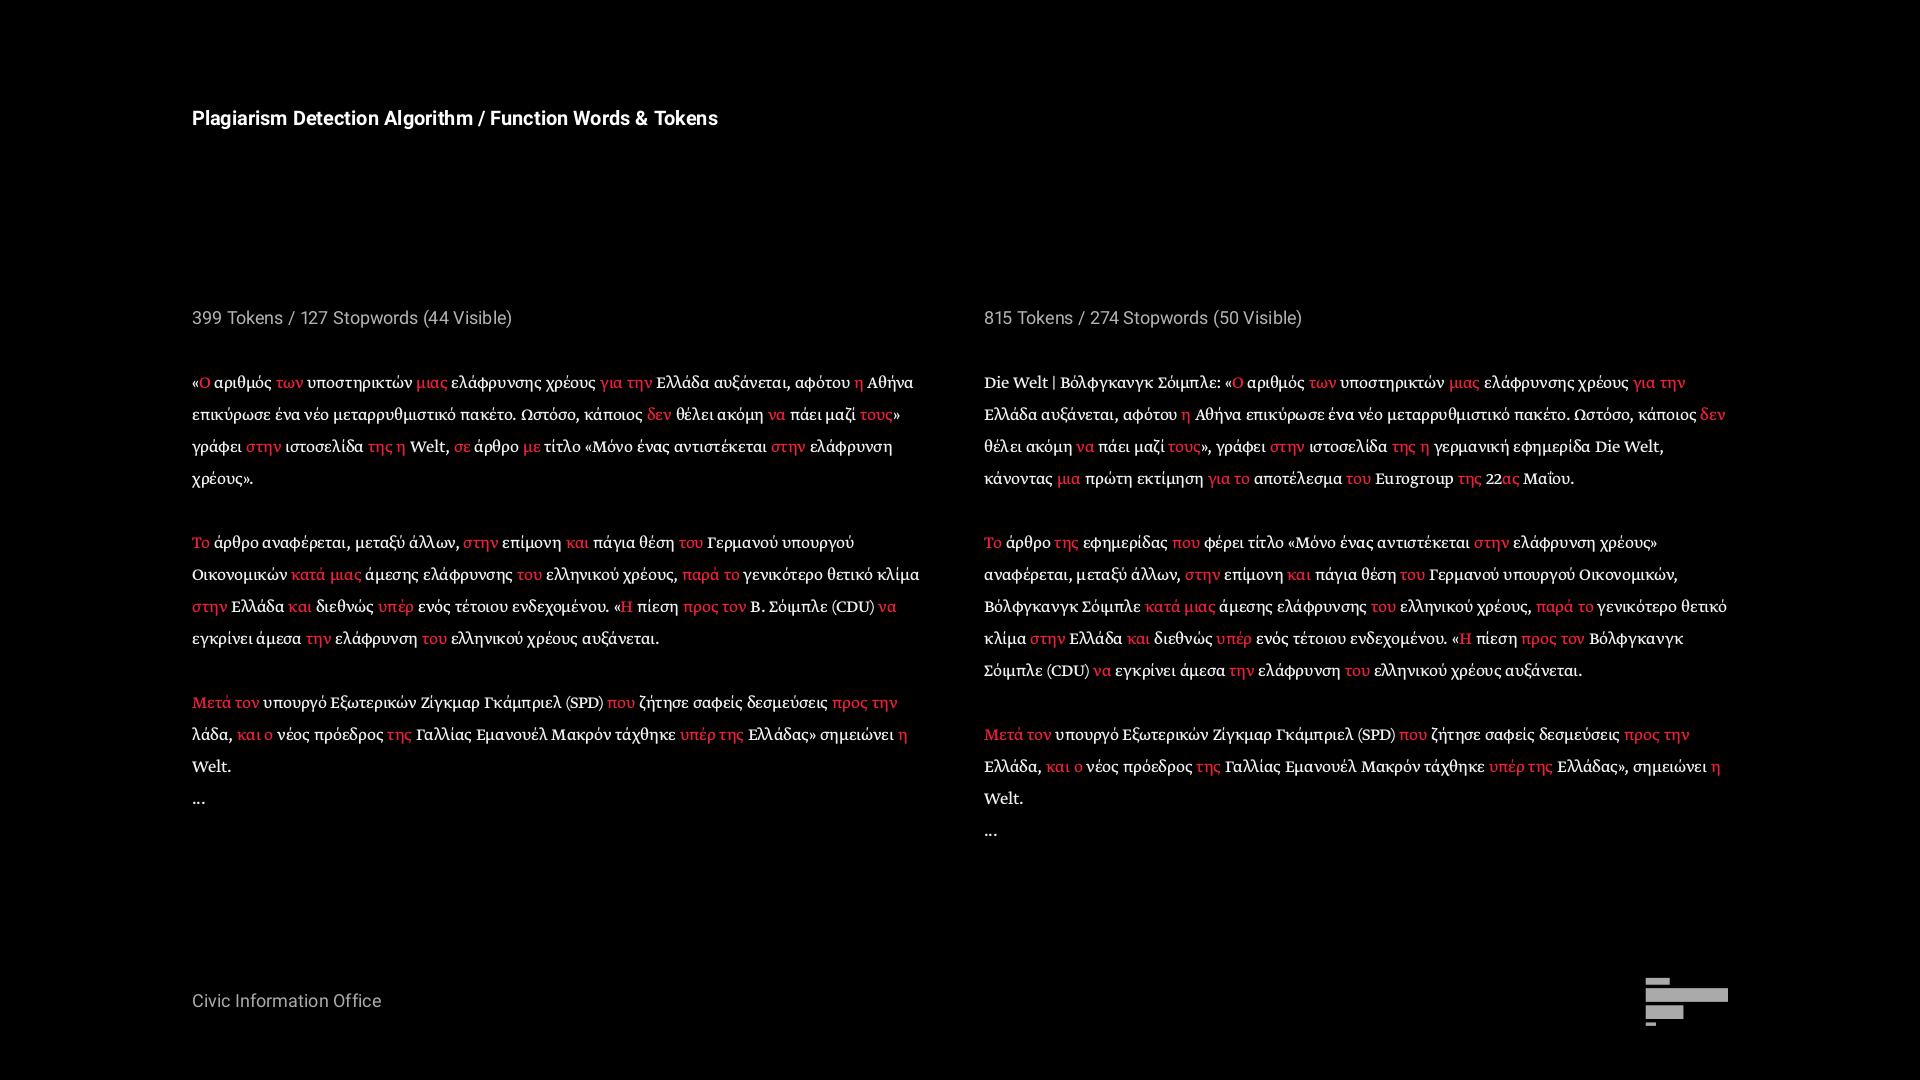 Plagiarism Detection Algorithm / Function Words & Tokens
399 Tokens / 127 Stopwords (44 Visible)
«Ο αριθμός των υποστηρικτών μιας ελάφρυνσης χρέους για την Ελλάδα αυξάνεται, αφότου η Αθήνα
επικύρωσε ένα νέο μεταρρυθμιστικό πακέτο. Ωστόσο, κάποιος δεν θέλει ακόμη να πάει μαζί τους»
γράφει στην ιστοσελίδα της η Welt, σε άρθρο με τίτλο «Μόνο ένας αντιστέκεται στην ελάφρυνση
χρέους».
Το άρθρο αναφέρεται, μεταξύ άλλων, στην επίμονη και πάγια θέση του Γερμανού υπουργού
Οικονομικών κατά μιας άμεσης ελάφρυνσης του ελληνικού χρέους, παρά το γενικότερο θετικό κλίμα
στην Ελλάδα και διεθνώς υπέρ ενός τέτοιου ενδεχομένου. «Η πίεση προς τον Β. Σόιμπλε (CDU) να
εγκρίνει άμεσα την ελάφρυνση του ελληνικού χρέους αυξάνεται.
Μετά τον υπουργό Εξωτερικών Ζίγκμαρ Γκάμπριελ (SPD) που ζήτησε σαφείς δεσμεύσεις προς την
λάδα, και ο νέος πρόεδρος της Γαλλίας Εμανουέλ Μακρόν τάχθηκε υπέρ της Ελλάδας» σημειώνει η
Welt.
...
815 Tokens / 274 Stopwords (50 Visible)
Die Welt | Βόλφγκανγκ Σόιμπλε: «Ο αριθμός των υποστηρικτών μιας ελάφρυνσης χρέους για την
Ελλάδα αυξάνεται, αφότου η Αθήνα επικύρωσε ένα νέο μεταρρυθμιστικό πακέτο. Ωστόσο, κάποιος δεν
θέλει ακόμη να πάει μαζί τους», γράφει στην ιστοσελίδα της η γερμανική εφημερίδα Die Welt,
κάνοντας μια πρώτη εκτίμηση για το αποτέλεσμα του Eurogroup της 22ας Μαΐου.
Το άρθρο της εφημερίδας που φέρει τίτλο «Μόνο ένας αντιστέκεται στην ελάφρυνση χρέους»
αναφέρεται, μεταξύ άλλων, στην επίμονη και πάγια θέση του Γερμανού υπουργού Οικονομικών,
Βόλφγκανγκ Σόιμπλε κατά μιας άμεσης ελάφρυνσης του ελληνικού χρέους, παρά το γενικότερο θετικό
κλίμα στην Ελλάδα και διεθνώς υπέρ ενός τέτοιου ενδεχομένου. «Η πίεση προς τον Βόλφγκανγκ
Σόιμπλε (CDU) να εγκρίνει άμεσα την ελάφρυνση του ελληνικού χρέους αυξάνεται.
Μετά τον υπουργό Εξωτερικών Ζίγκμαρ Γκάμπριελ (SPD) που ζήτησε σαφείς δεσμεύσεις προς την
Ελλάδα, και ο νέος πρόεδρος της Γαλλίας Εμανουέλ Μακρόν τάχθηκε υπέρ της Ελλάδας», σημειώνει η
Welt.
...
Civic Information Office